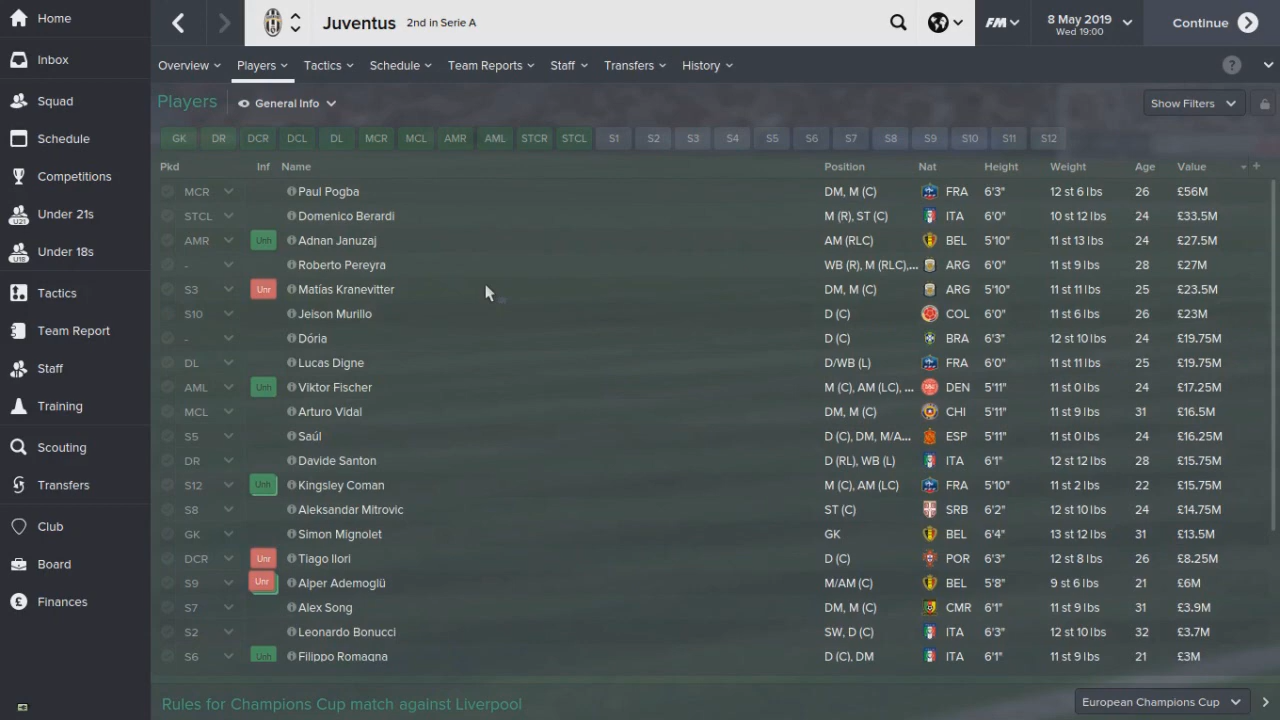 Home
Juventus 2nd in Serie A FM 8 May 2019 Continue
Wed 19:00
Inbox
Overview Players Tactics Schedule Team Reports Staff Transfers History ?
Squad
Players General Info Show Filters
Schedule
GK DR DCR DCL DL MCR MCL AMR AML STCR STCL S1 S2 S3 S4 S5 S6 S7 S8 S9 S10 S11 S12
Competitions
Under 21s
Under 18s
Tactics
Team Report
Staff
Training
Scouting
Transfers
Club
Board
Finances
Pkd Inf Name Position Nat Height Weight Age Value
MCR Paul Pogba DM, M (C) FRA 6'3" 12 st 6 lbs 26 £56M
STCL Domenico Berardi M (R), ST (C) ITA 6'0" 10 st 12 lbs 24 £33.5M
AMR Unh Adnan Januzaj AM (RLC) BEL 5'10" 11 st 13 lbs 24 £27.5M
- Roberto Pereyra WB (R), M (RLC),... ARG 6'0" 11 st 9 lbs 28 £27M
S3 Unr Matías Kranevitter DM, M (C) ARG 5'10" 11 st 11 lbs 25 £23.5M
S10 Jeison Murillo D (C) COL 6'0" 11 st 6 lbs 26 £23M
- Dória D (C) BRA 6'3" 12 st 10 lbs 24 £19.75M
DL Lucas Digne D/WB (L) FRA 6'0" 11 st 11 lbs 25 £19.75M
AML Unh Viktor Fischer M (C), AM (LC), ... DEN 5'11" 11 st 0 lbs 24 £17.25M
MCL Arturo Vidal DM, M (C) CHI 5'11" 11 st 9 lbs 31 £16.5M
S5 Saúl D (C), DM, M/A... ESP 5'11" 11 st 0 lbs 24 £16.25M
DR Davide Santon D (RL), WB (L) ITA 6'1" 12 st 12 lbs 28 £15.75M
S12 Unh Kingsley Coman M (C), AM (LC) FRA 5'10" 11 st 2 lbs 22 £15.75M
S8 Aleksandar Mitrovic ST (C) SRB 6'2" 12 st 10 lbs 24 £14.75M
GK Simon Mignolet GK BEL 6'4" 13 st 12 lbs 31 £13.5M
DCR Unr Tiago Ilori D (C) POR 6'3" 12 st 8 lbs 26 £8.25M
S9 Unr Alper Ademoglü M/AM (C) BEL 5'8" 9 st 6 lbs 21 £6M
S7 Alex Song DM, M (C) CMR 6'1" 11 st 9 lbs 31 £3.9M
S2 Leonardo Bonucci SW, D (C) ITA 6'3" 12 st 10 lbs 32 £3.7M
S6 Unh Filippo Romagna D (C), DM ITA 6'1" 11 st 9 lbs 21 £3M
Rules for Champions Cup match against Liverpool European Champions Cup